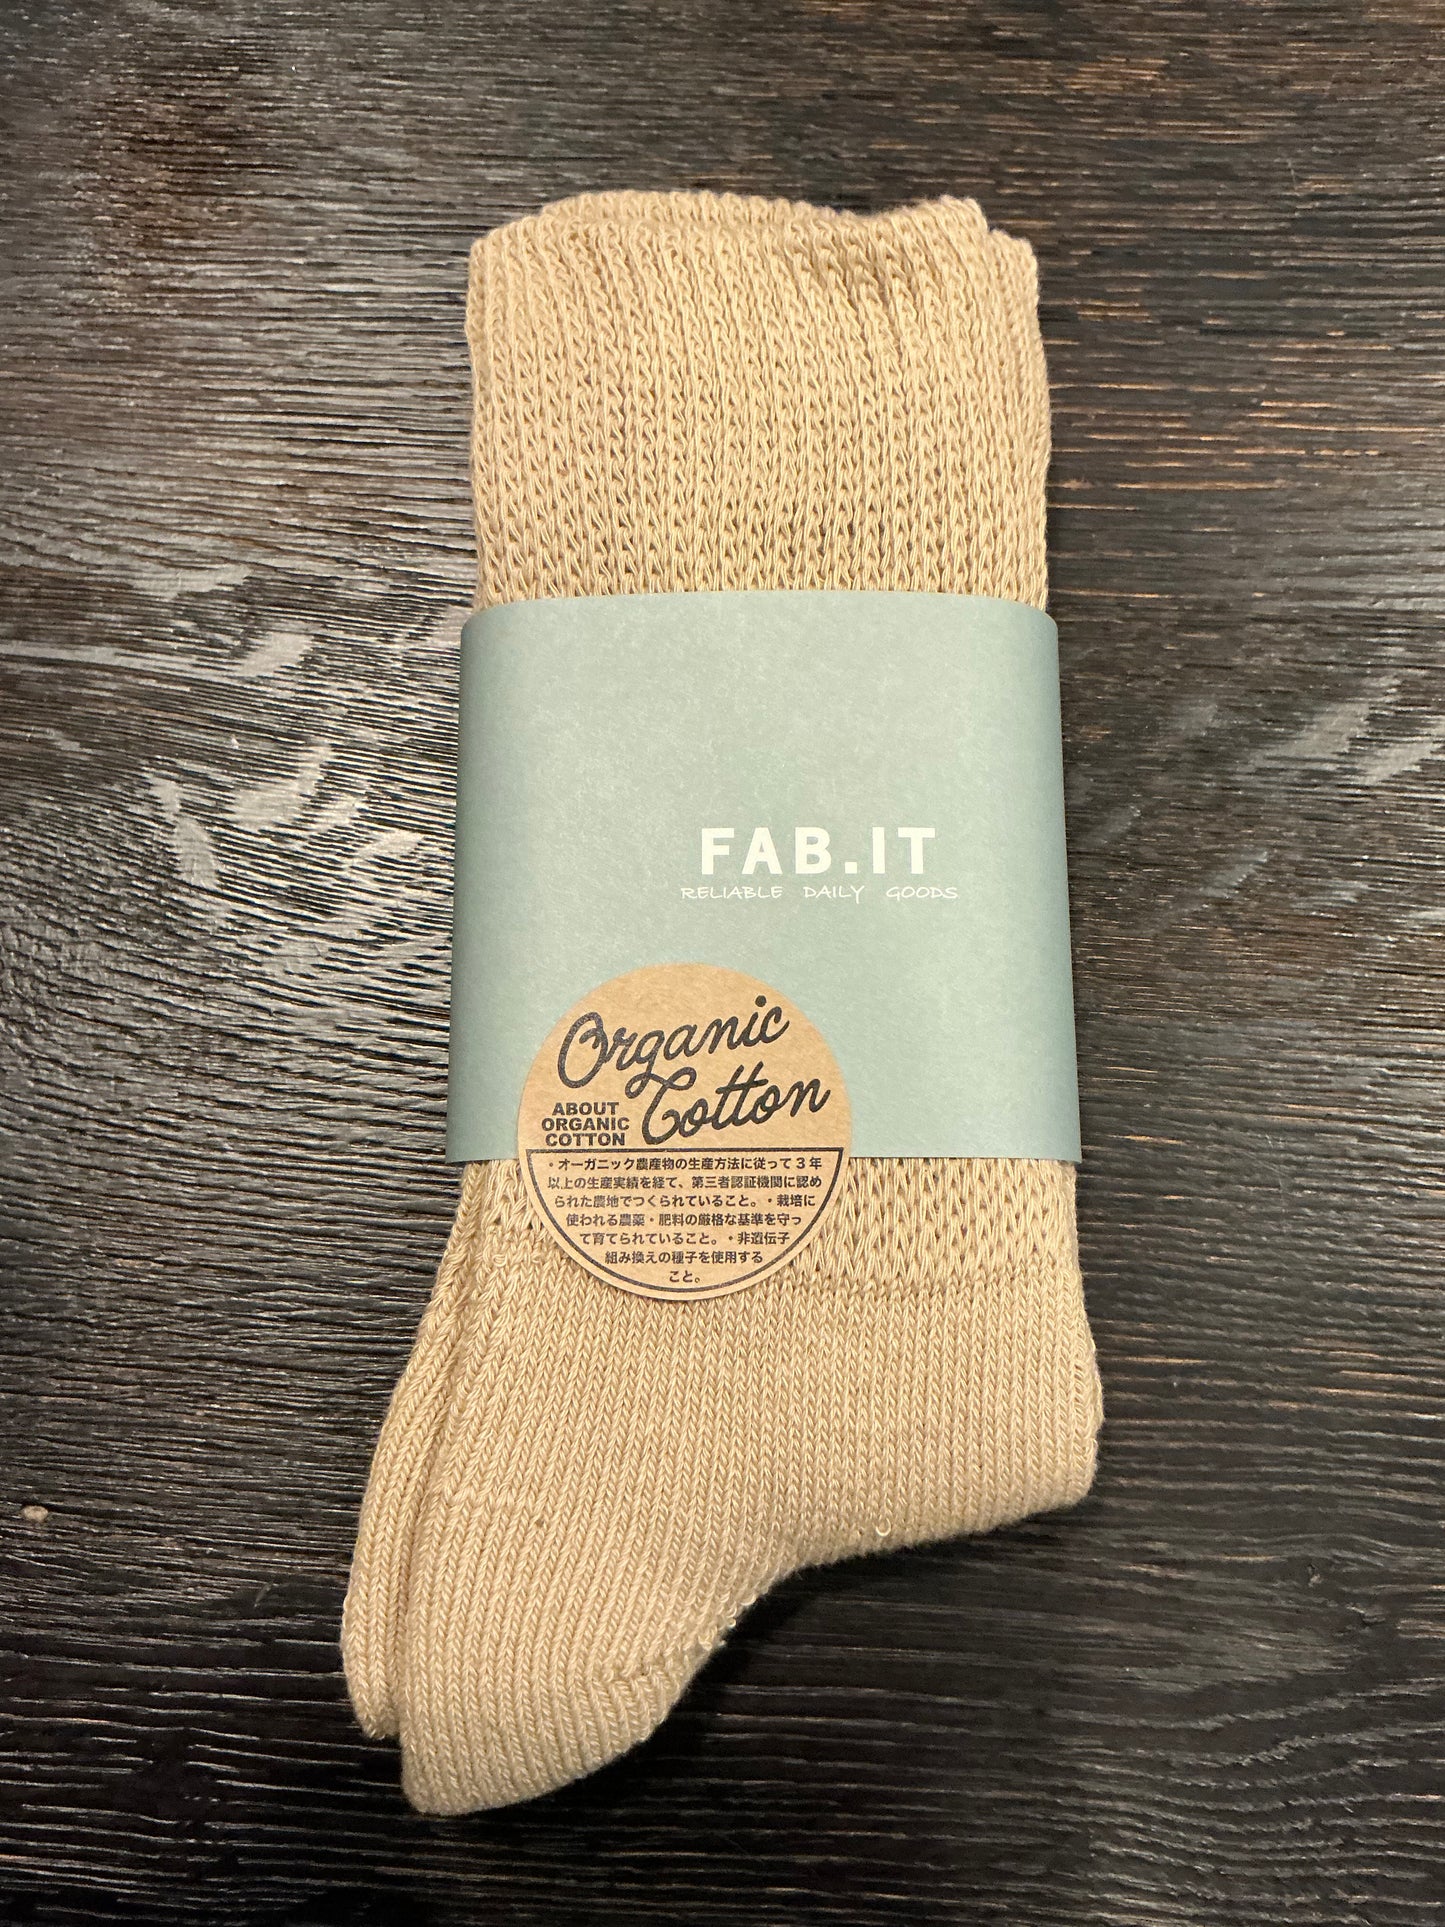 FAB.IT
RELIABLE DAILY GOODS
Organic
Cotton
ABOUT
ORGANIC
COTTON
・オーガニック農産物の生産方法に従って3年
以上の生産実績を経て、第三者認証機関に認め
られた農地でつくられていること。・栽培に
使われる農薬・肥料の厳格な基準を守っ
て育てられていること。・非遺伝子
組み換えの種子を使用する
こと。